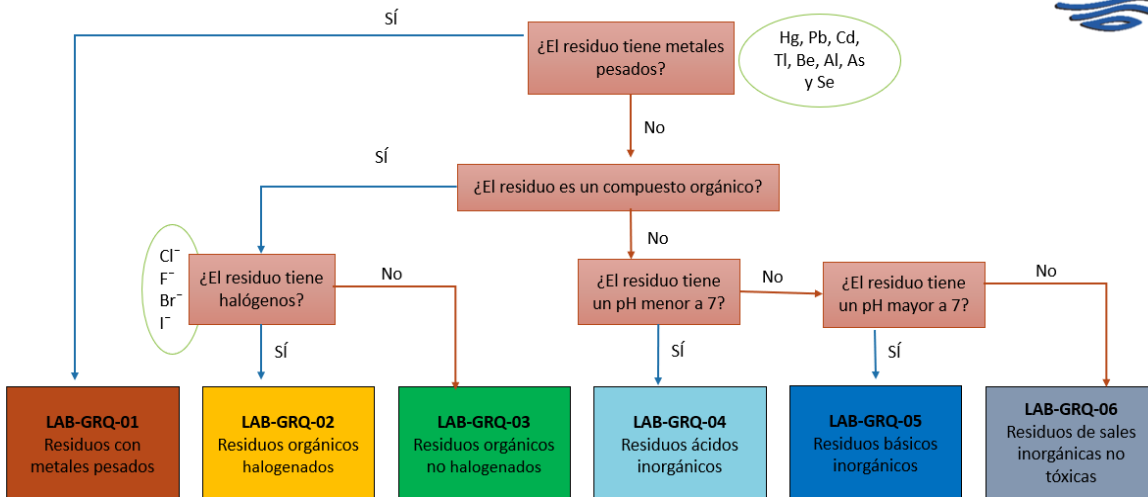 SÍ
¿El residuo tiene metales
pesados?
Hg, Pb, Cd,
Tl, Be, Al, As
y Se
No
SÍ
¿El residuo es un compuesto orgánico?
No
Cl⁻
F⁻
Br⁻
I⁻
¿El residuo tiene
halógenos?
No
¿El residuo tiene
un pH menor a 7?
No
¿El residuo tiene
un pH mayor a 7?
No
SÍ
SÍ
SÍ
LAB-GRQ-01
Residuos con
metales pesados
LAB-GRQ-02
Residuos orgánicos
halogenados
LAB-GRQ-03
Residuos orgánicos
no halogenados
LAB-GRQ-04
Residuos ácidos
inorgánicos
LAB-GRQ-05
Residuos básicos
inorgánicos
LAB-GRQ-06
Residuos de sales
inorgánicas no
tóxicas